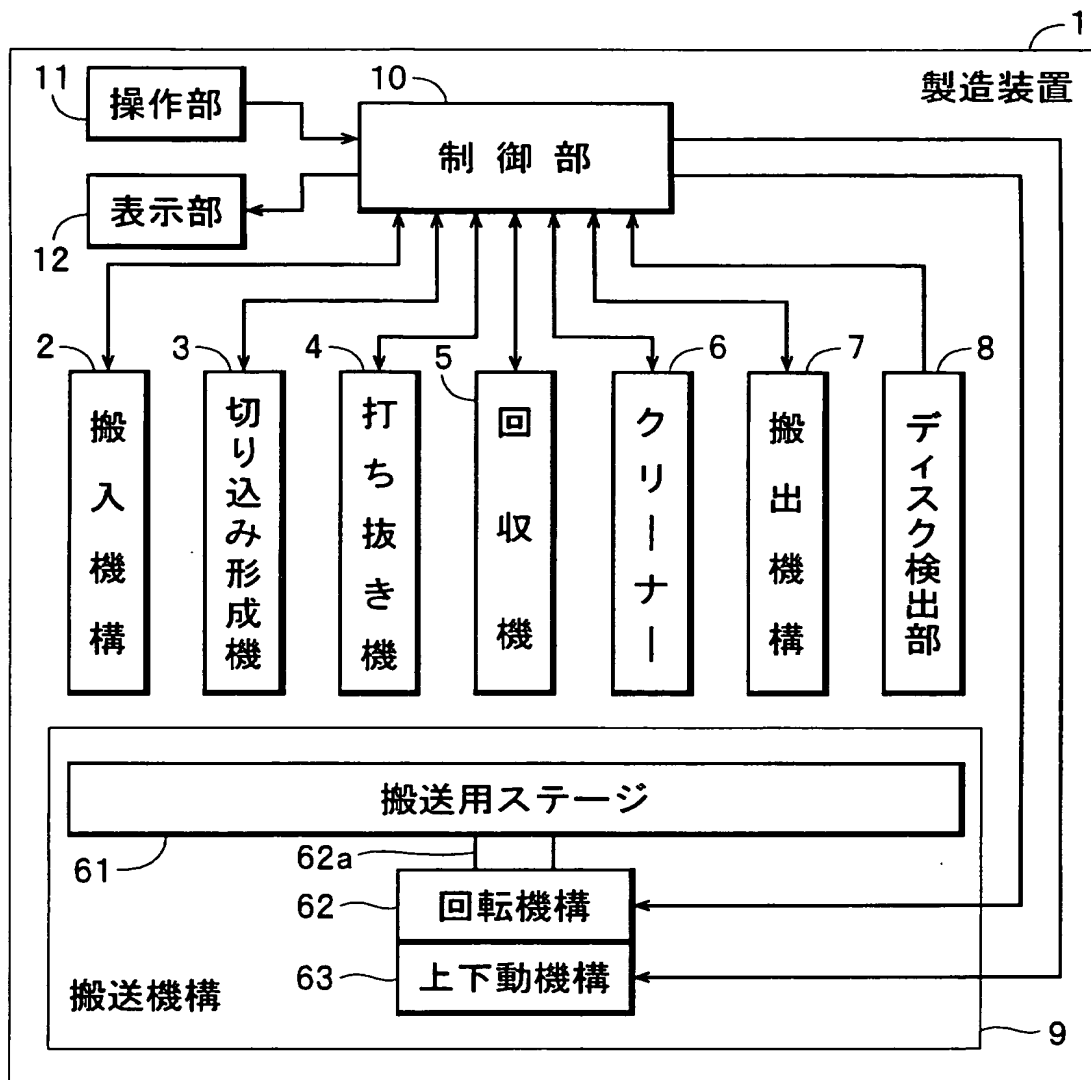 1
製造装置
11
操作部
10
制御部
表示部
12
2
搬入機構
3
切り込み形成機
4
打ち抜き機
5
回収機
6
クリーナー
7
搬出機構
8
ディスク検出部
搬送用ステージ
61
62a
62
回転機構
63
上下動機構
搬送機構
9